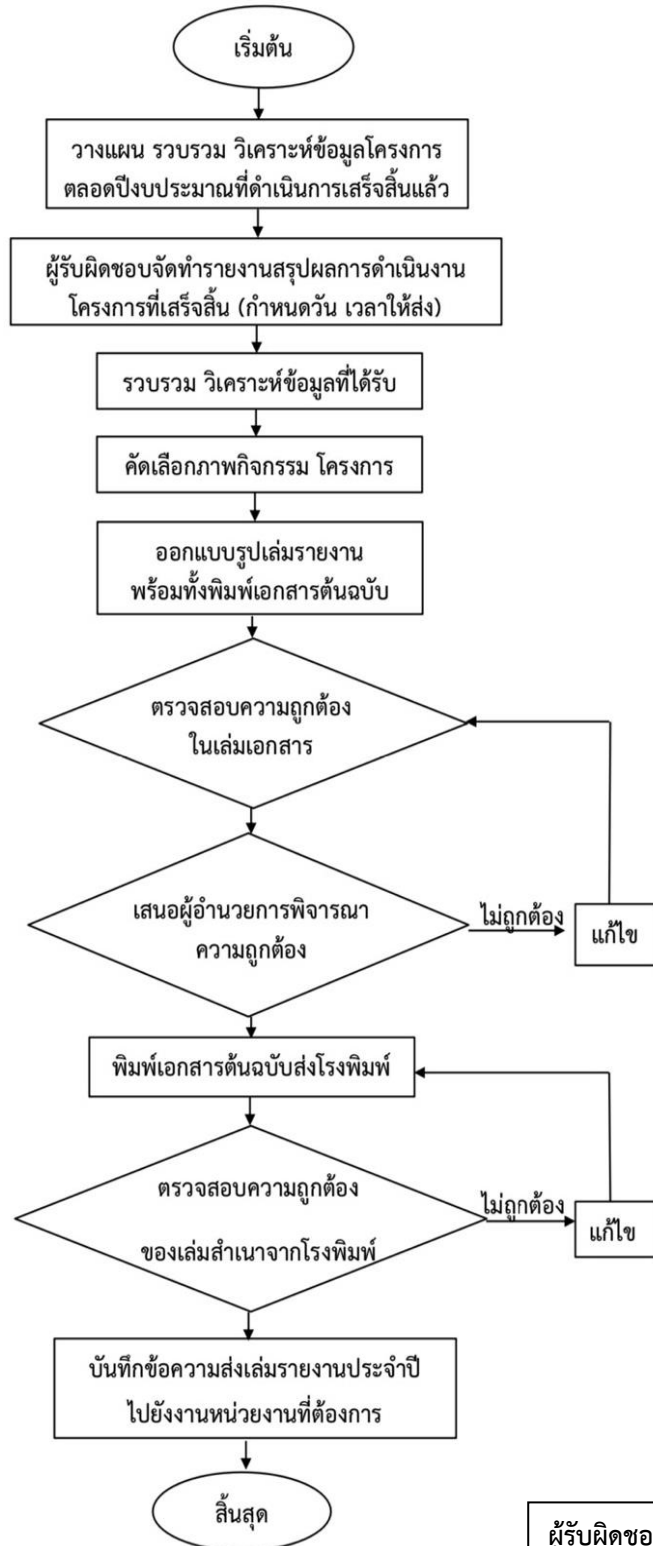 เริ่มต้น
วางแผน รวบรวม วิเคราะห์ข้อมูลโครงการ
ตลอดปีงบประมาณที่ดำเนินการเสร็จสิ้นแล้ว
ผู้รับผิดชอบจัดทำรายงานสรุปผลการดำเนินงาน
โครงการที่เสร็จสิ้น (กำหนดวัน เวลาให้ส่ง)
รวบรวม วิเคราะห์ข้อมูลที่ได้รับ
คัดเลือกภาพกิจกรรม โครงการ
ออกแบบรูปเล่มรายงาน
พร้อมทั้งพิมพ์เอกสารต้นฉบับ
ตรวจสอบความถูกต้อง
ในเล่มเอกสาร
เสนอผู้อำนวยการพิจารณา
ความถูกต้อง
ไม่ถูกต้อง
แก้ไข
พิมพ์เอกสารต้นฉบับส่งโรงพิมพ์
ตรวจสอบความถูกต้อง
ของเล่มสำเนาจากโรงพิมพ์
ไม่ถูกต้อง
แก้ไข
บันทึกข้อความส่งเล่มรายงานประจำปี
ไปยังงานหน่วยงานที่ต้องการ
สิ้นสุด
ผู้รับผิดชอ